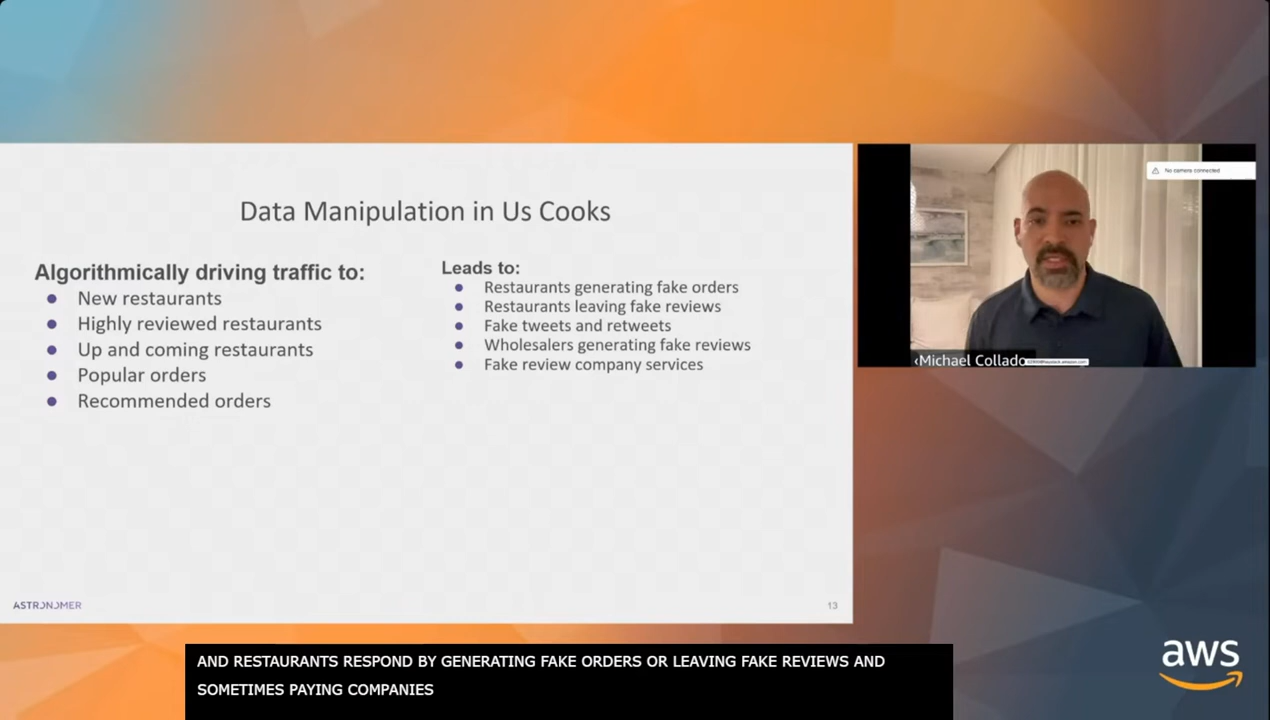 Data Manipulation in Us Cooks
Algorithmically driving traffic to:
New restaurants
Highly reviewed restaurants
Up and coming restaurants
Popular orders
Recommended orders
Leads to:
Restaurants generating fake orders
Restaurants leaving fake reviews
Fake tweets and retweets
Wholesalers generating fake reviews
Fake review company services
ASTRONOMER
13
No camera connected
‹Michael Collado
AND RESTAURANTS RESPOND BY GENERATING FAKE ORDERS OR LEAVING FAKE REVIEWS AND
SOMETIMES PAYING COMPANIES
aws